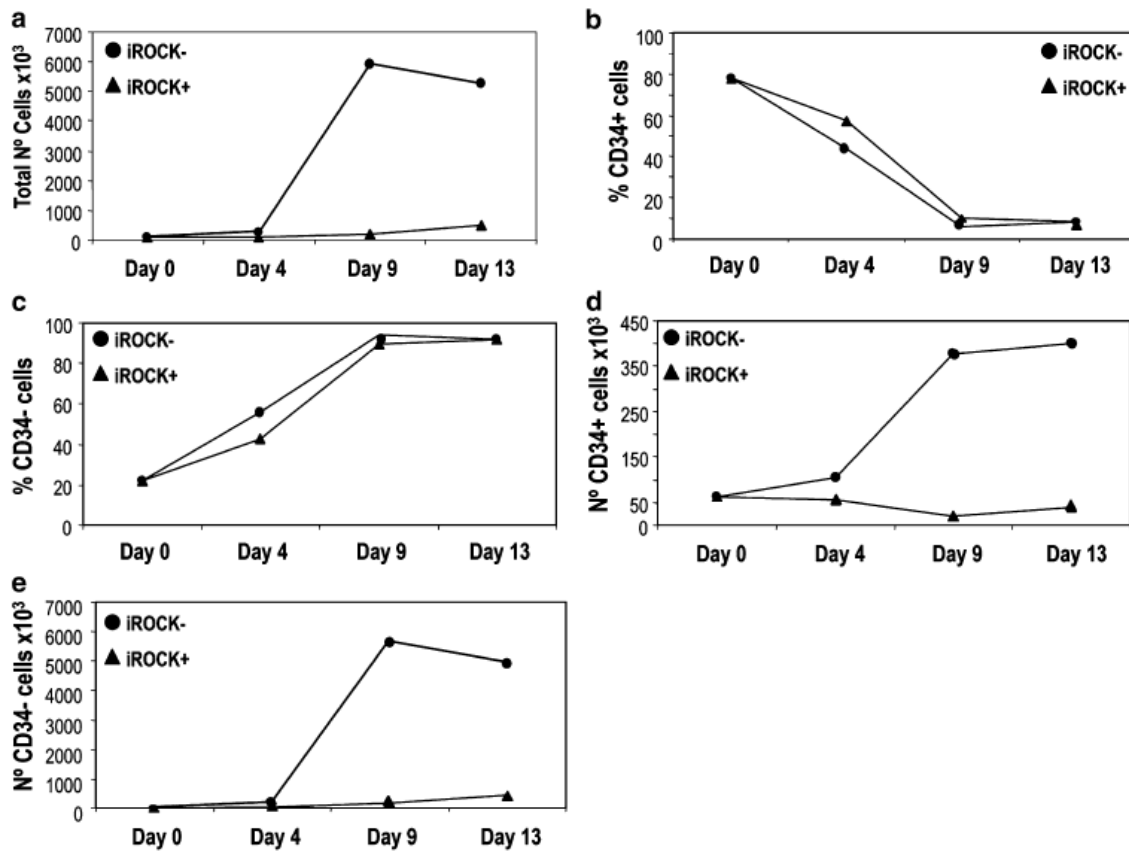 a
Total Nº Cells x10³
7000
6000
5000
4000
3000
2000
1000
0
iROCK-
iROCK+
Day 0 Day 4 Day 9 Day 13
b
% CD34+ cells
100
80
60
40
20
0
iROCK-
iROCK+
Day 0 Day 4 Day 9 Day 13
c
% CD34- cells
100
80
60
40
20
0
iROCK-
iROCK+
Day 0 Day 4 Day 9 Day 13
d
Nº CD34+ cells x10³
450
350
250
150
50
0
iROCK-
iROCK+
Day 0 Day 4 Day 9 Day 13
e
Nº CD34- cells x10³
7000
6000
5000
4000
3000
2000
1000
0
iROCK-
iROCK+
Day 0 Day 4 Day 9 Day 13